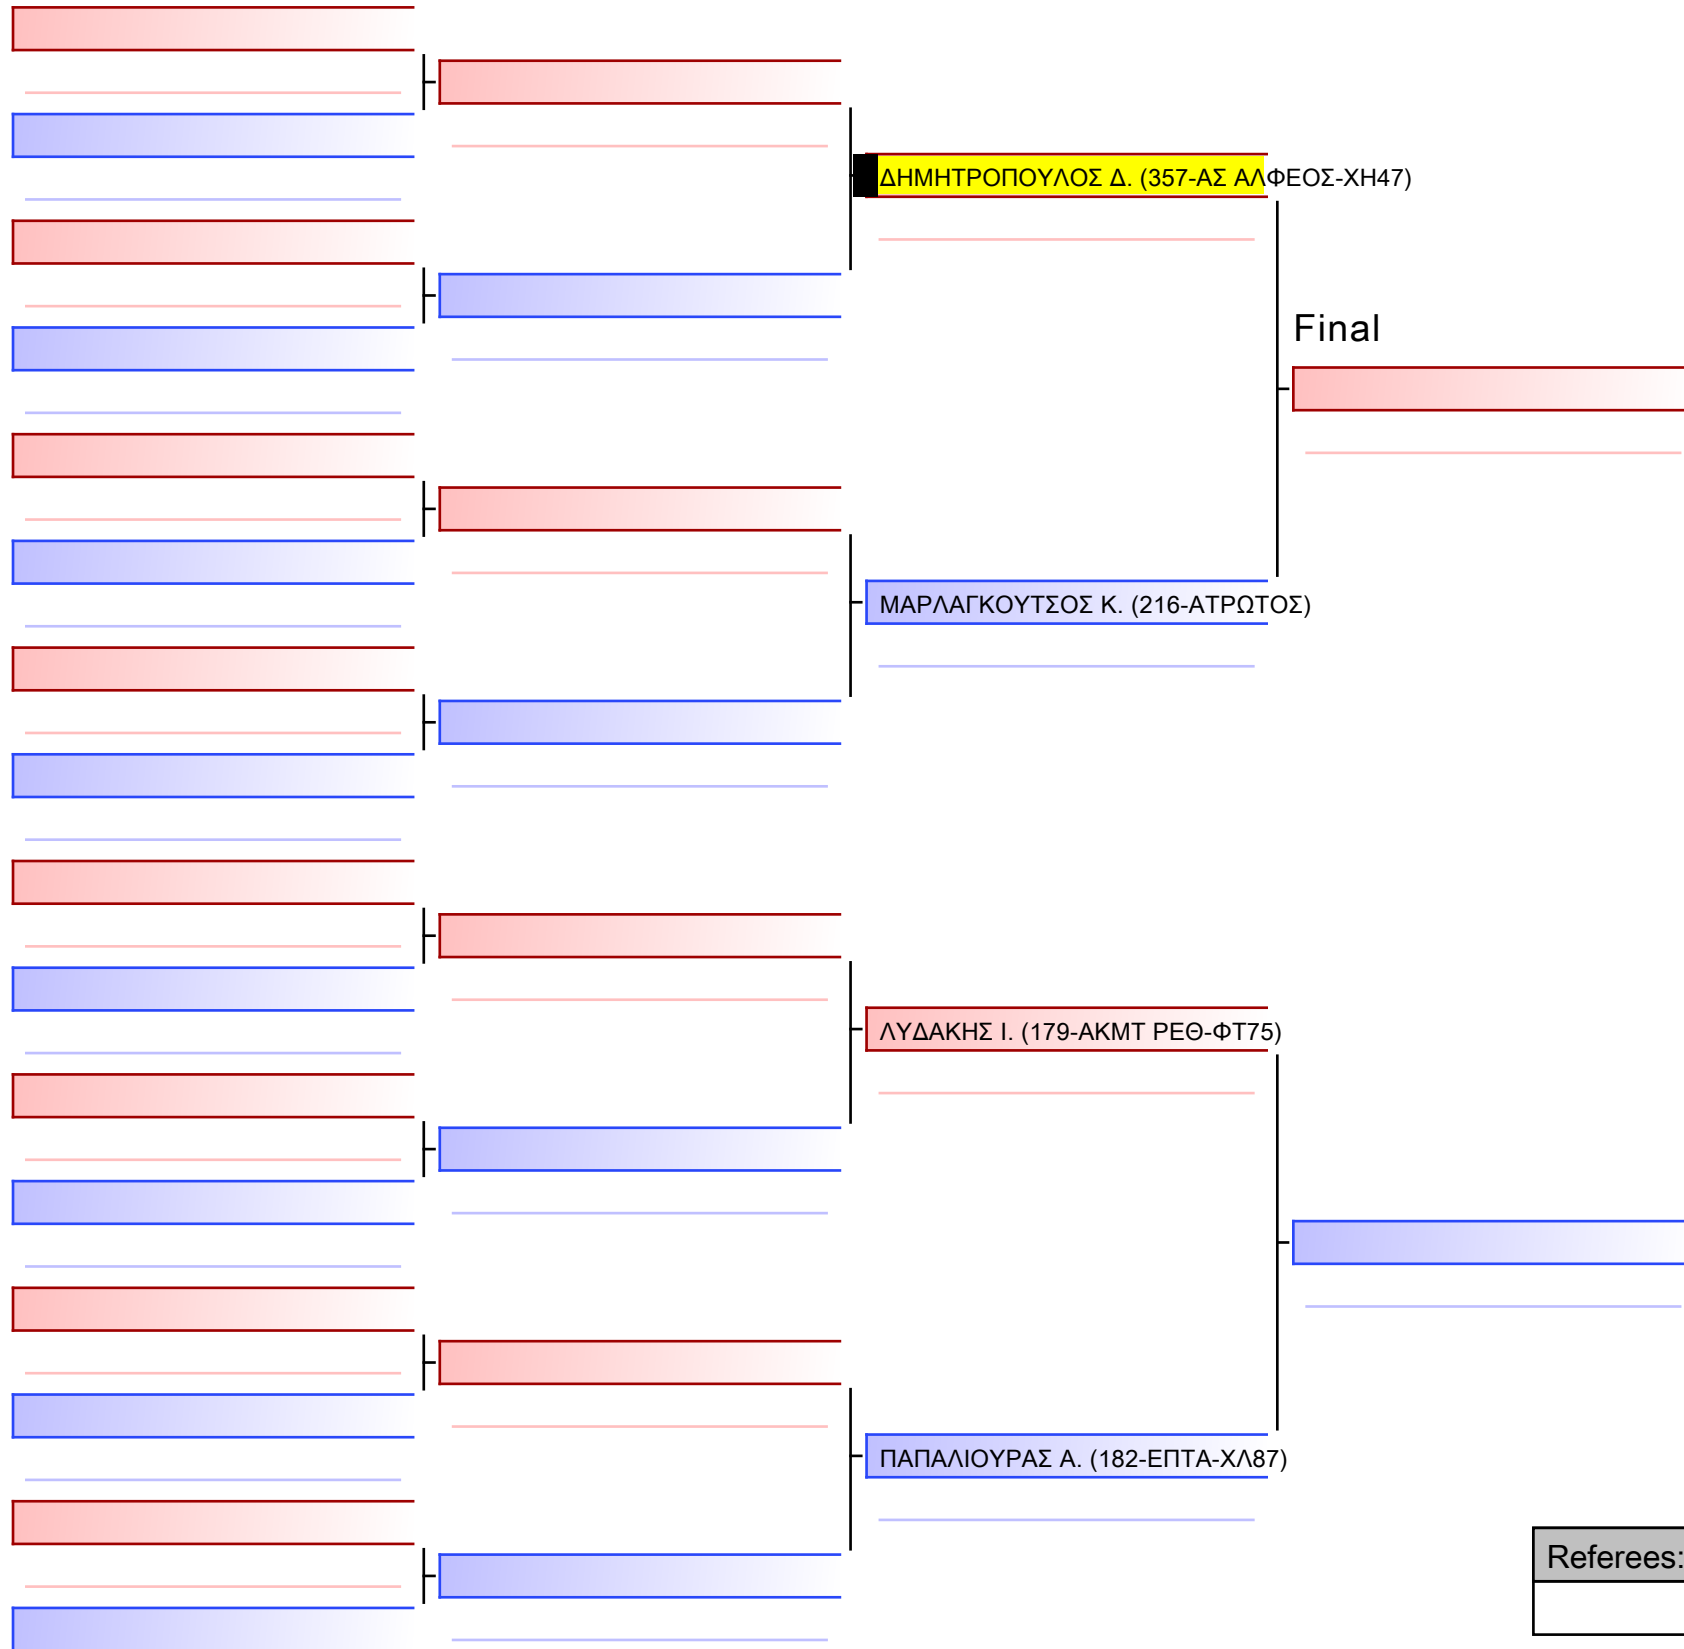 ΔΗΜΗΤΡΟΠΟΥΛΟΣ Δ. (357-ΑΣ ΑΛΦΕΟΣ-ΧΗ47)
Final
ΜΑΡΛΑΓΚΟΥΤΣΟΣ Κ. (216-ΑΤΡΩΤΟΣ)
ΛΥΔΑΚΗΣ Ι. (179-ΑΚΜΤ ΡΕΘ-ΦΤ75)
ΠΑΠΑΛΙΟΥΡΑΣ Α. (182-ΕΠΤΑ-ΧΛ87)
Referees: